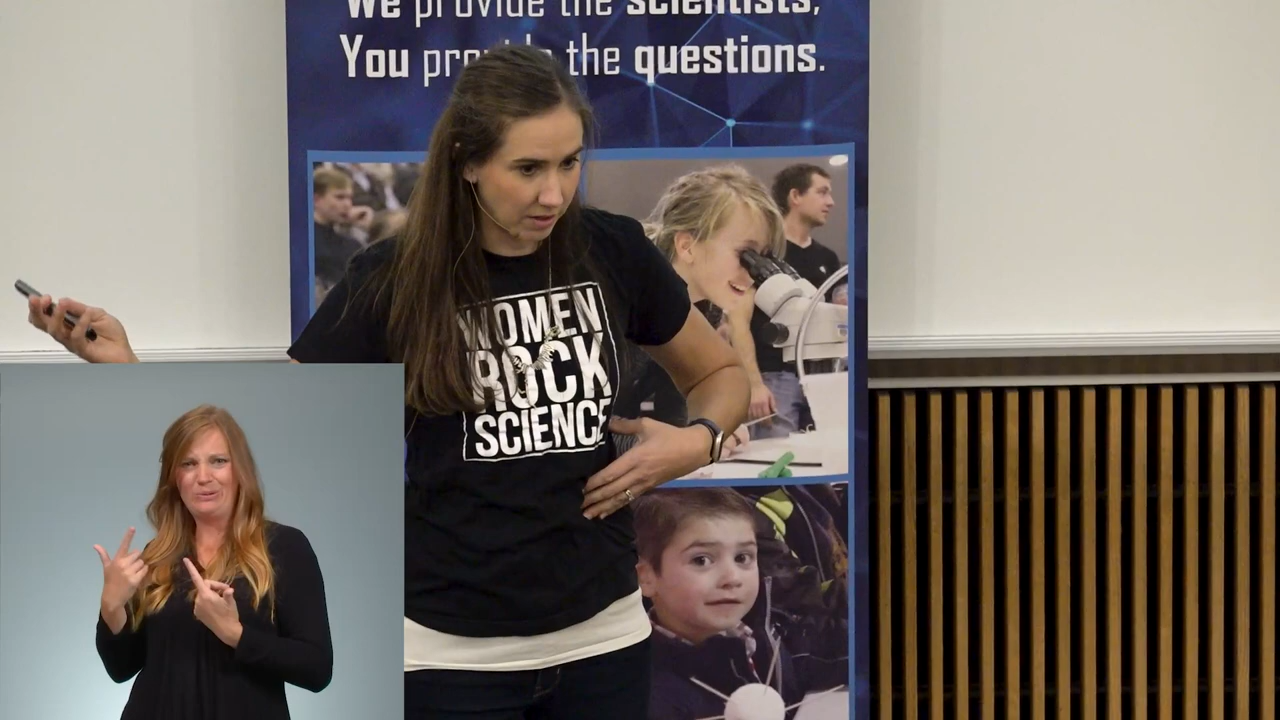 We provide the scientists,
You provide the questions.
WOMEN
ROCK
SCIENCE